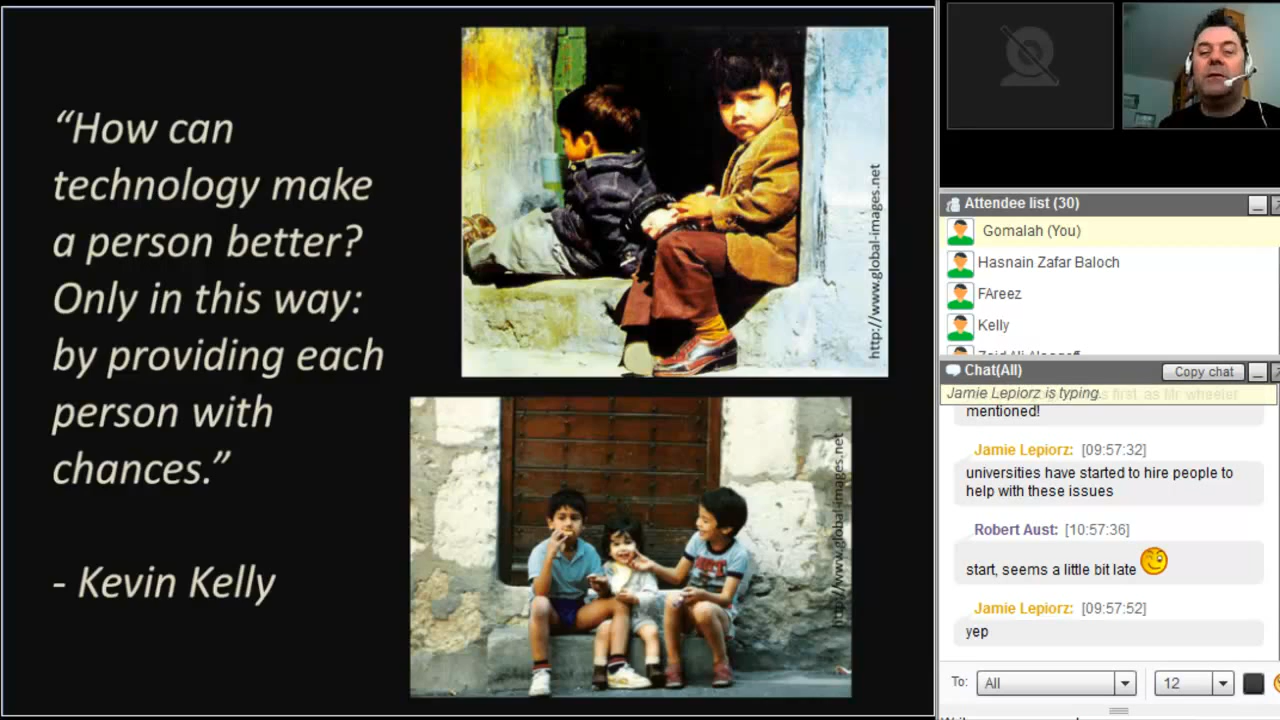 “How can
technology make
a person better?
Only in this way:
by providing each
person with
chances.”
- Kevin Kelly
http://www.global-images.net
http://www.global-images.net
Attendee list (30)
Gomalah (You)
Hasnain Zafar Baloch
FAreez
Kelly
Chat(All)
Copy chat
Jamie Lepiorz is typing.
mentioned!
Jamie Lepiorz: [09:57:32]
universities have started to hire people to
help with these issues
Robert Aust: [10:57:36]
start, seems a little bit late
Jamie Lepiorz: [09:57:52]
yep
To:
All
12